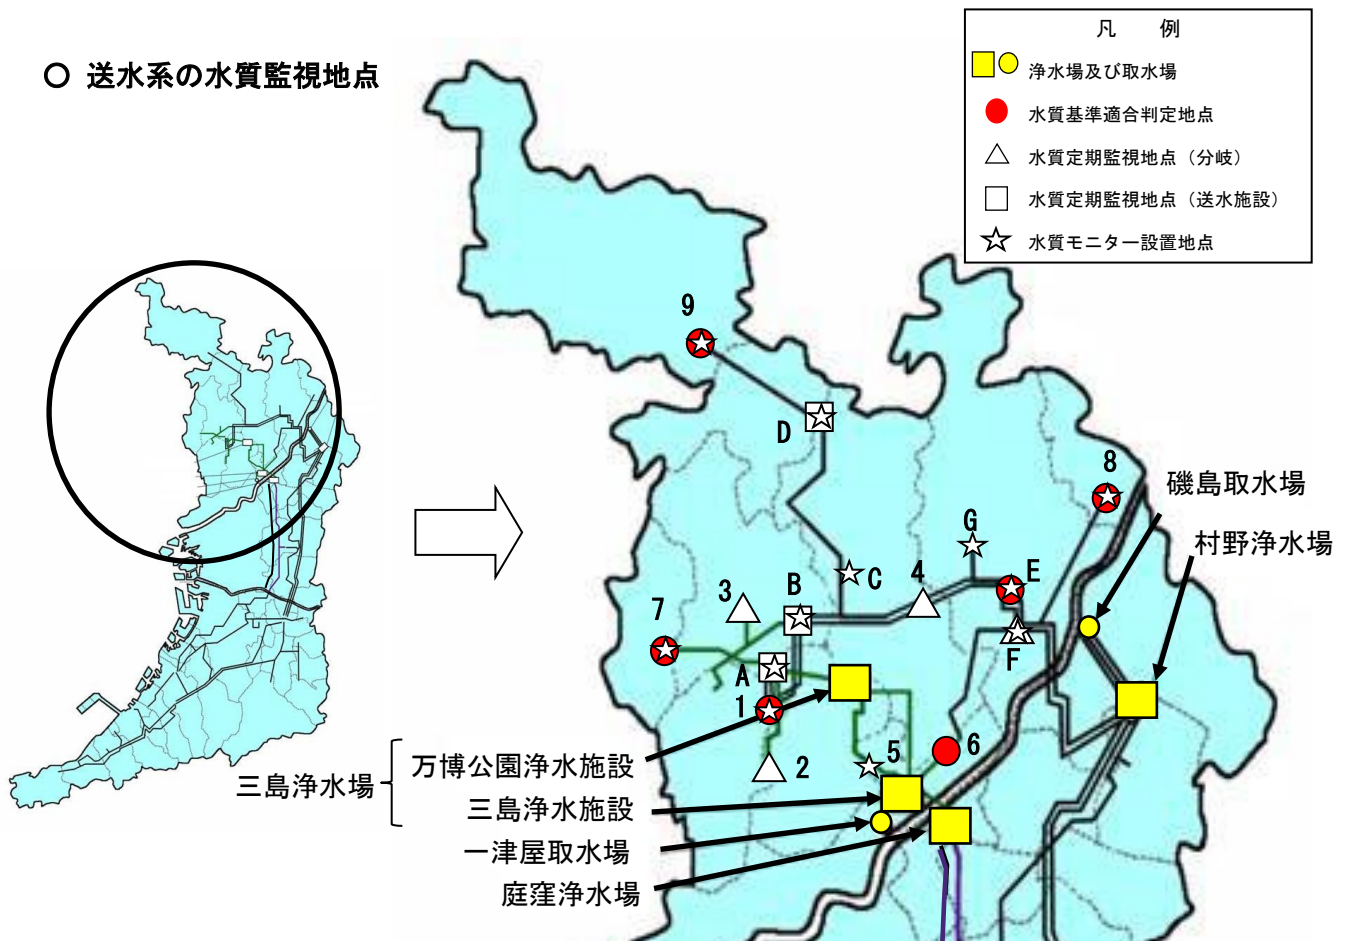 ○ 送水系の水質監視地点
凡　例
浄水場及び取水場
水質基準適合判定地点
水質定期監視地点（分岐）
水質定期監視地点（送水施設）
水質モニター設置地点
9
D
8
磯島取水場
村野浄水場
G
E
C
4
B
3
7
F
A
1
2
5
6
三島浄水場
万博公園浄水施設
三島浄水施設
一津屋取水場
庭窪浄水場